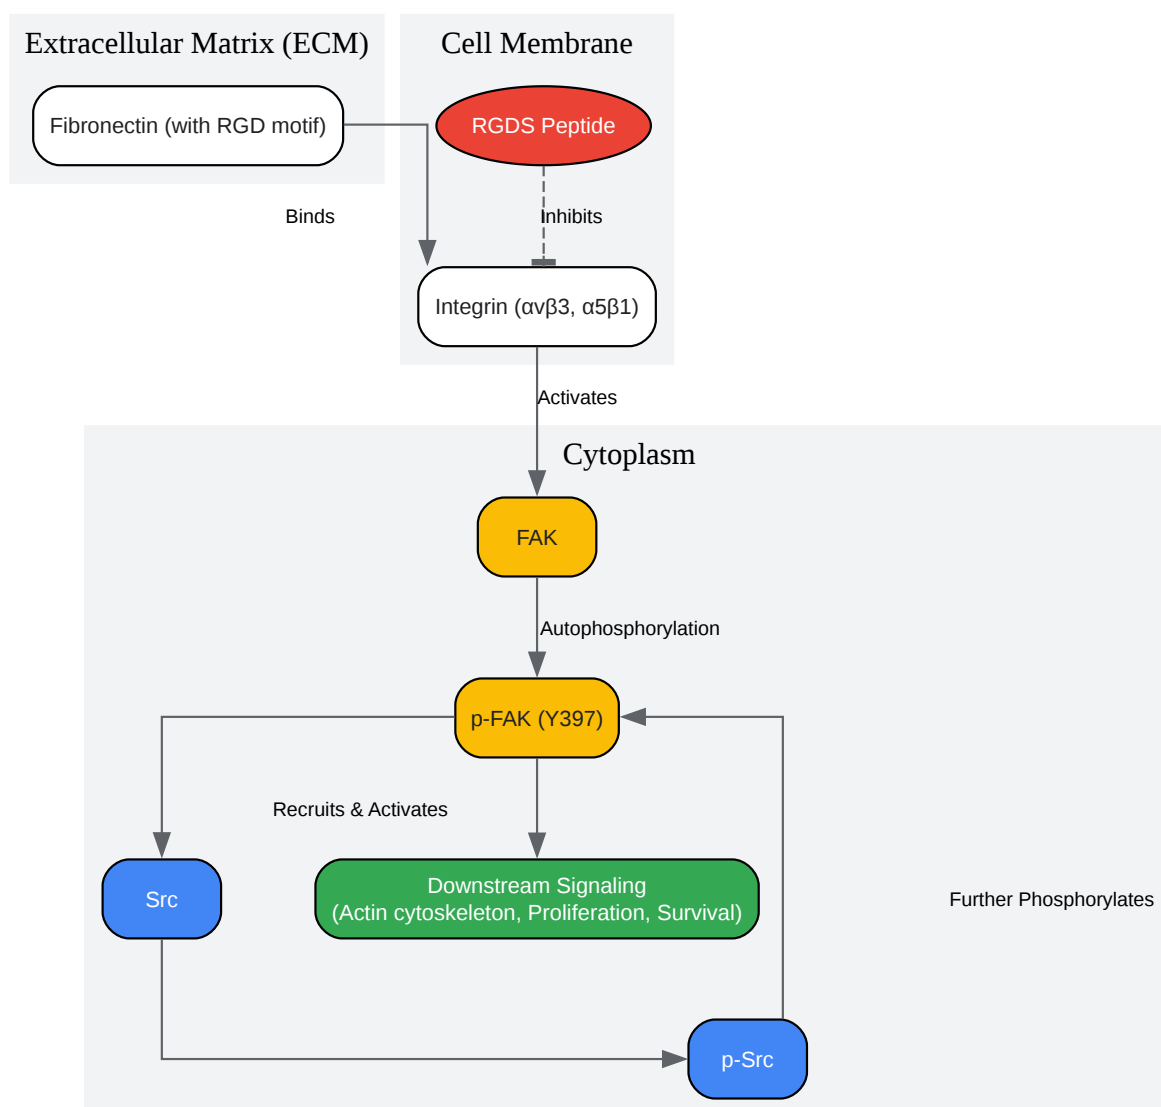 Extracellular Matrix (ECM)
Cell Membrane
Fibronectin (with RGD motif)
RGDS Peptide
Binds
Inhibits
Integrin (αvβ3, α5β1)
Activates
Cytoplasm
FAK
Autophosphorylation
p-FAK (Y397)
Recruits & Activates
Src
Downstream Signaling
(Actin cytoskeleton, Proliferation, Survival)
Further Phosphorylates
p-Src